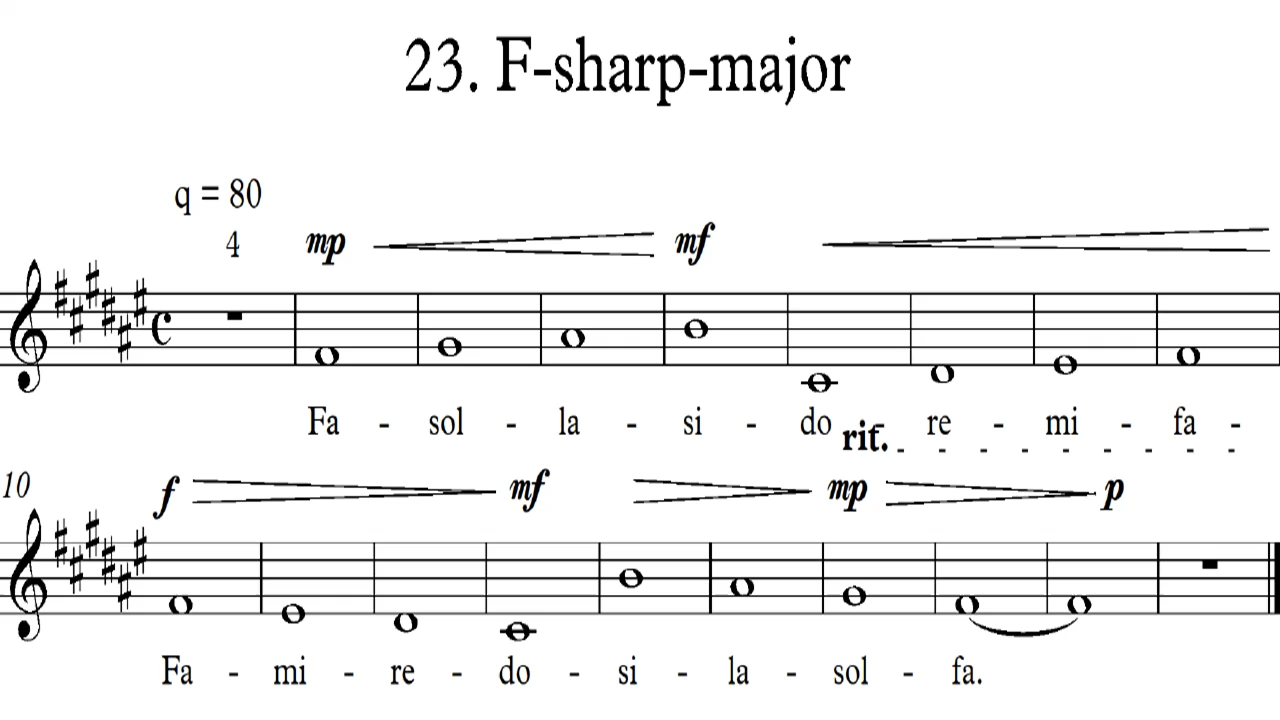 23. F-sharp-major
q = 80
4 mp mf
Fa - sol - la - si - do - re - mi - fa -
rit.
10 f mf mp p
Fa - mi - re - do - si - la - sol - fa.